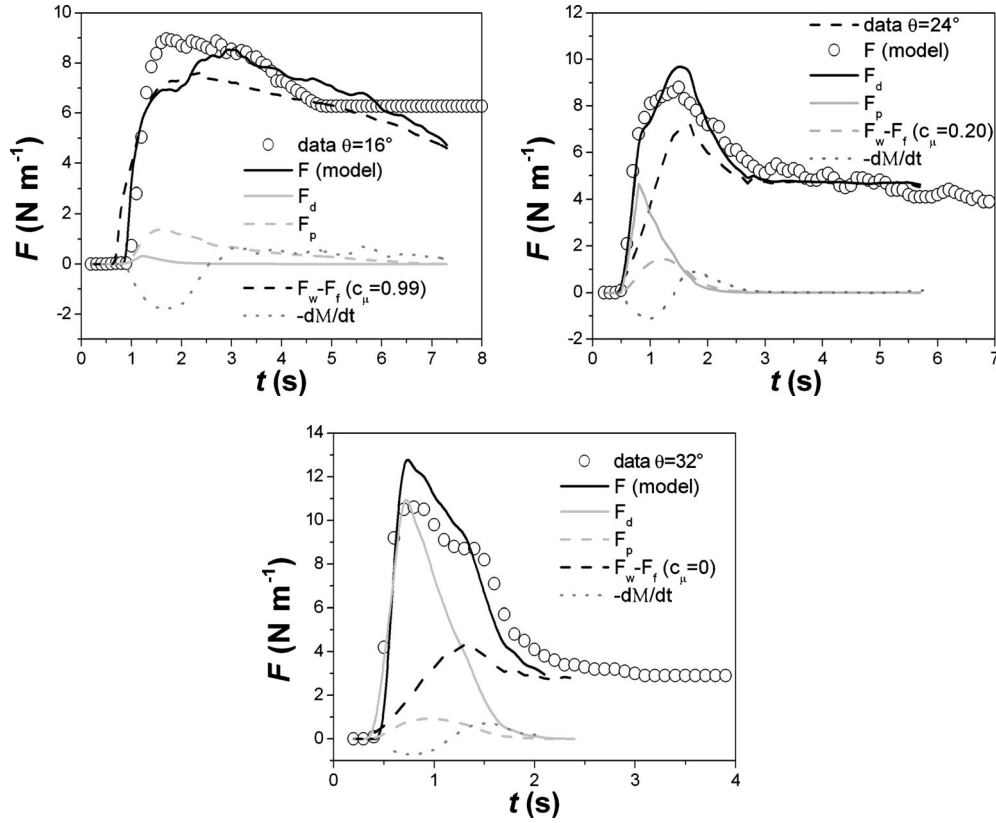 12
10
8
6
4
2
0
-2
F (N m⁻¹)
data θ=16°
F (model)
F_d
F_p
F_w-F_f (c_μ=0.99)
-dM/dt
0 1 2 3 4 5 6 7 8
t (s)
12
10
8
6
4
2
0
-2
F (N m⁻¹)
data θ=24°
F (model)
F_d
F_p
F_w-F_f (c_μ=0.20)
-dM/dt
0 1 2 3 4 5 6 7
t (s)
14
12
10
8
6
4
2
0
-2
F (N m⁻¹)
data θ=32°
F (model)
F_d
F_p
F_w-F_f (c_μ=0)
-dM/dt
0 1 2 3 4
t (s)